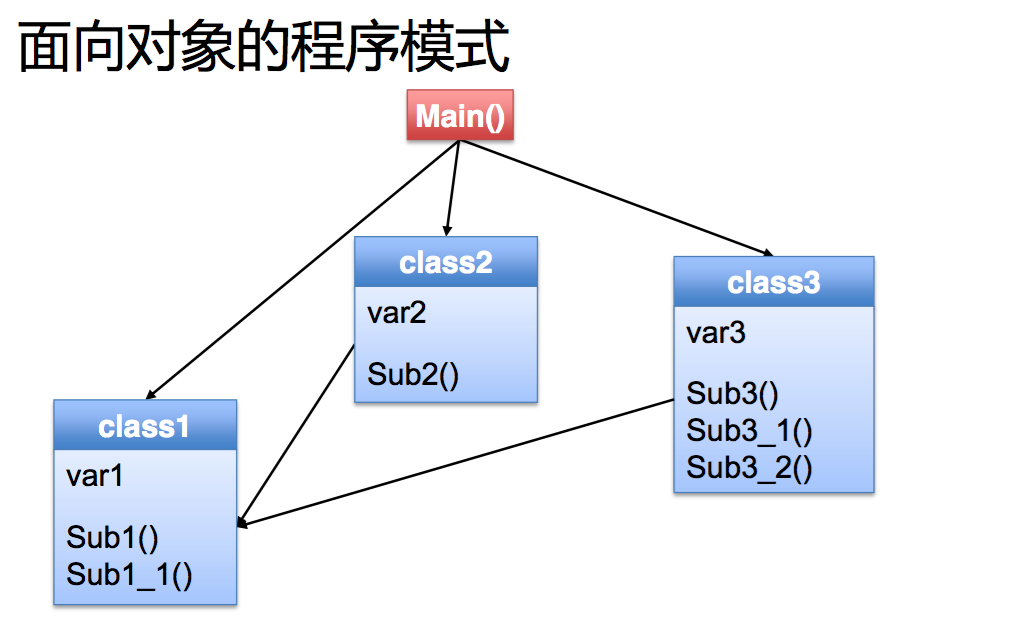 面向对象的程序模式
Main()
class2
var2
Sub2()
class3
var3
Sub3()
Sub3_1()
Sub3_2()
class1
var1
Sub1()
Sub1_1()